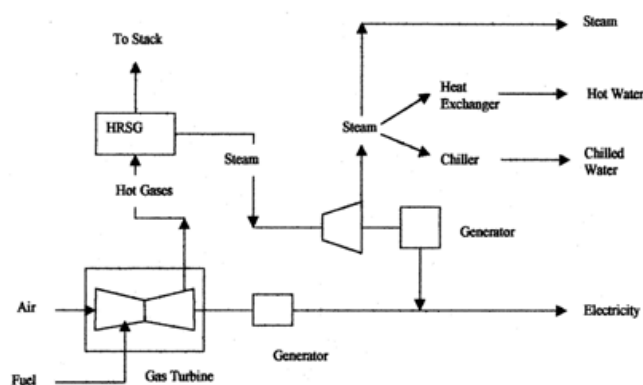 To Stack
Steam
HRSG
Heat
Exchanger
Hot Water
Steam
Steam
Chiller
Chilled
Water
Hot Gases
Generator
Air
Electricity
Generator
Fuel
Gas Turbine